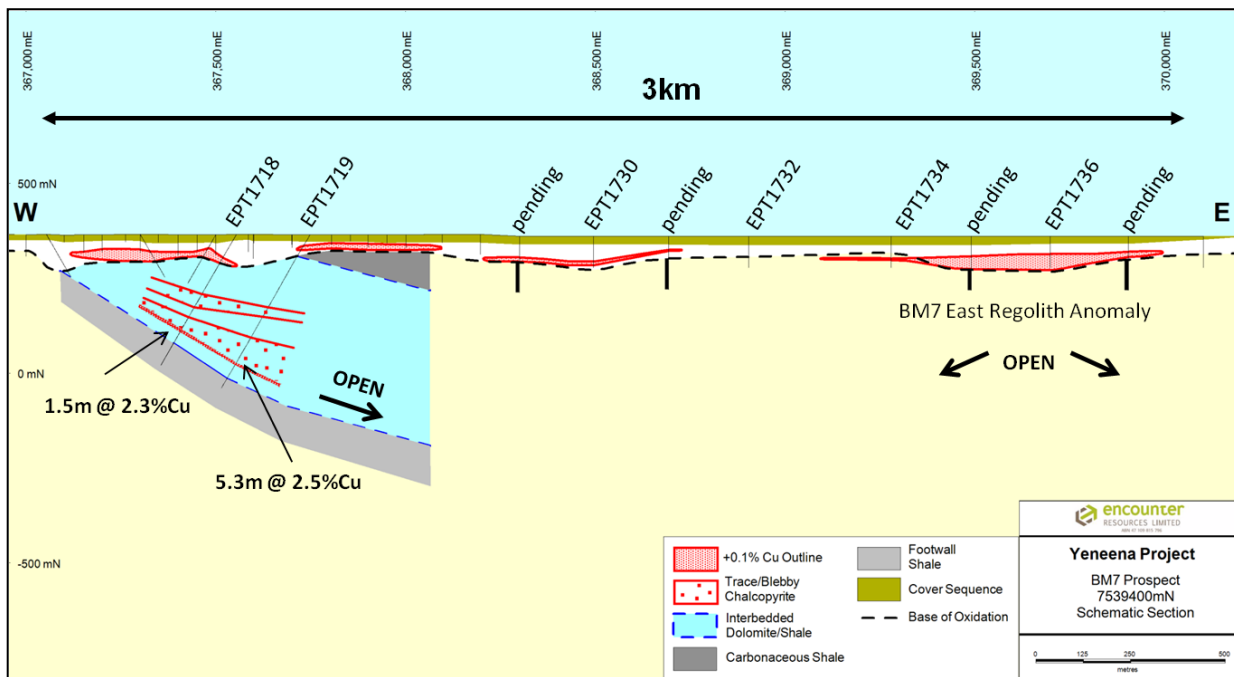 367,000 mE
367,500 mE
368,000 mE
368,500 mE
369,000 mE
369,500 mE
370,000 mE
3km
500 mN
W
EPT1718
EPT1719
pending
EPT1730
pending
EPT1732
EPT1734
pending
EPT1736
pending
E
BM7 East Regolith Anomaly
OPEN
0 mN
OPEN
1.5m @ 2.3%Cu
5.3m @ 2.5%Cu
-500 mN
+0.1% Cu Outline
Trace/Blebby
Chalcopyrite
Interbedded
Dolomite/Shale
Carbonaceous Shale
Footwall
Shale
Cover Sequence
Base of Oxidation
encounter
RESOURCES LIMITED
Yeneena Project
BM7 Prospect
7539400mN
Schematic Section
0 125 250 500
metres